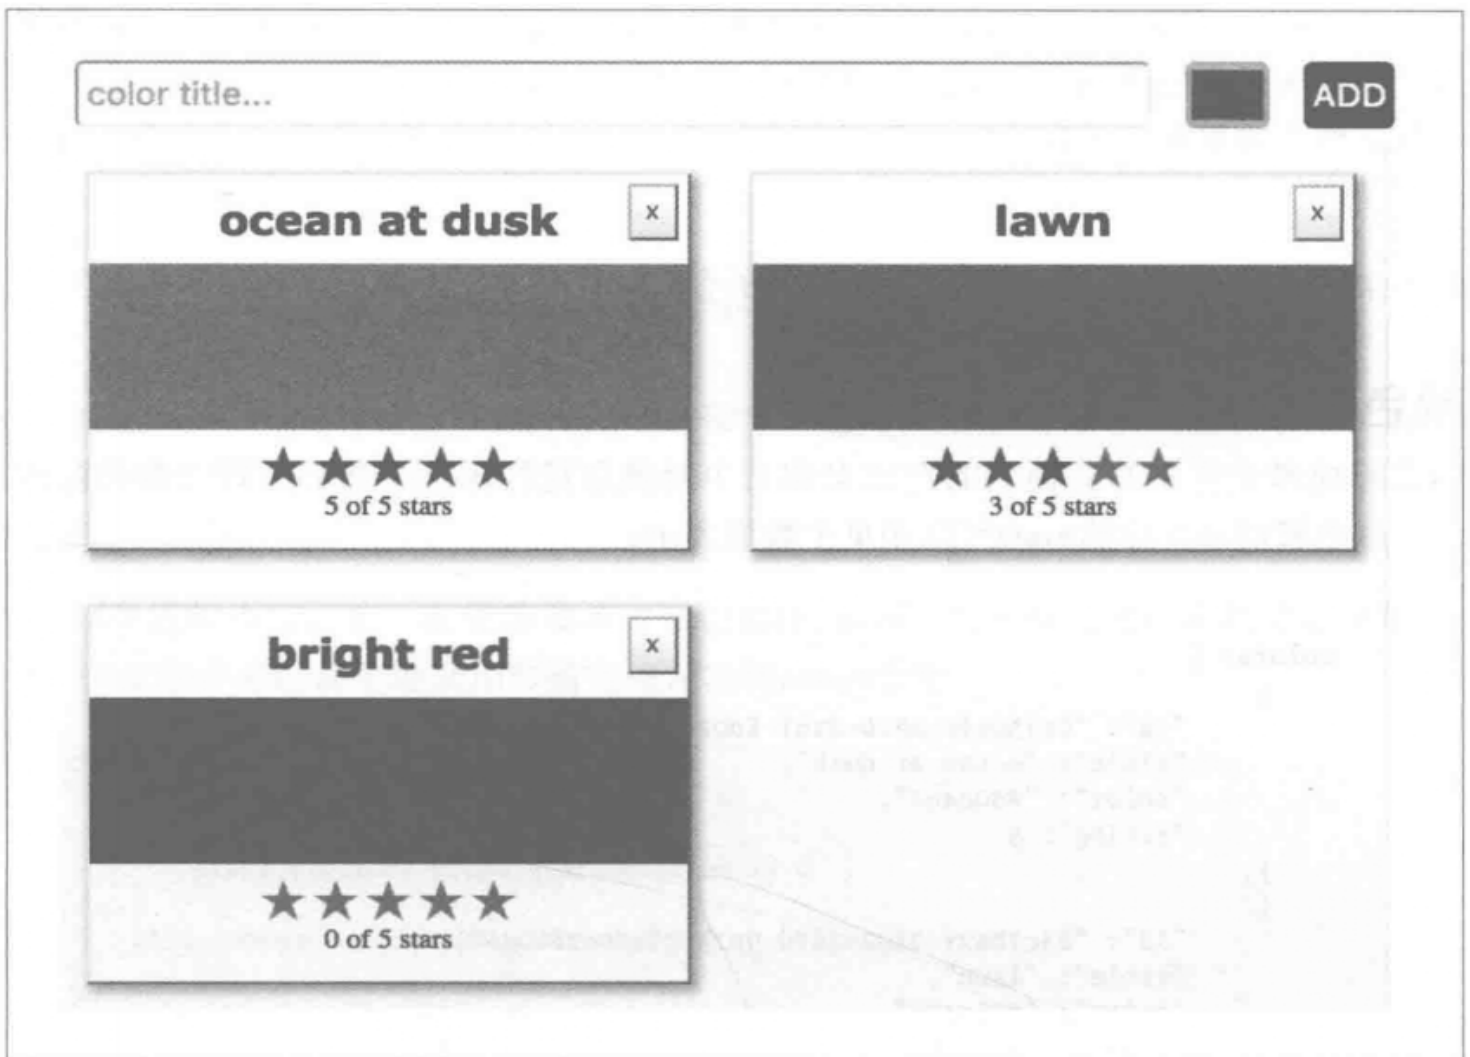 color title...
ADD
ocean at dusk
x
lawn
x
5 of 5 stars
3 of 5 stars
bright red
x
0 of 5 stars